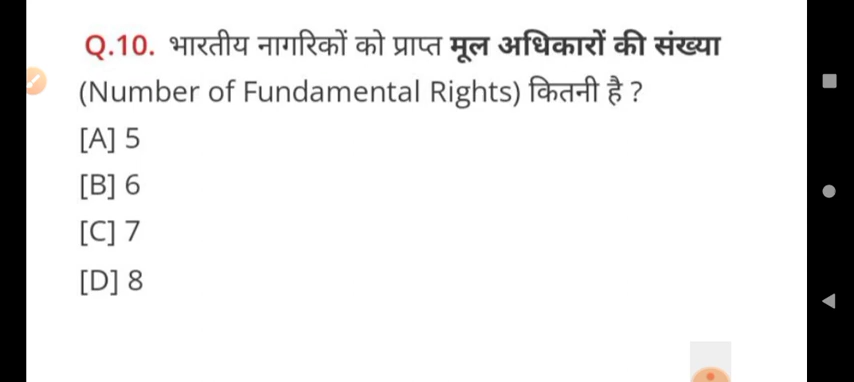 Q.10. भारतीय नागरिकों को प्राप्त मूल अधिकारों की संख्या
(Number of Fundamental Rights) कितनी है ?
[A] 5
[B] 6
[C] 7
[D] 8